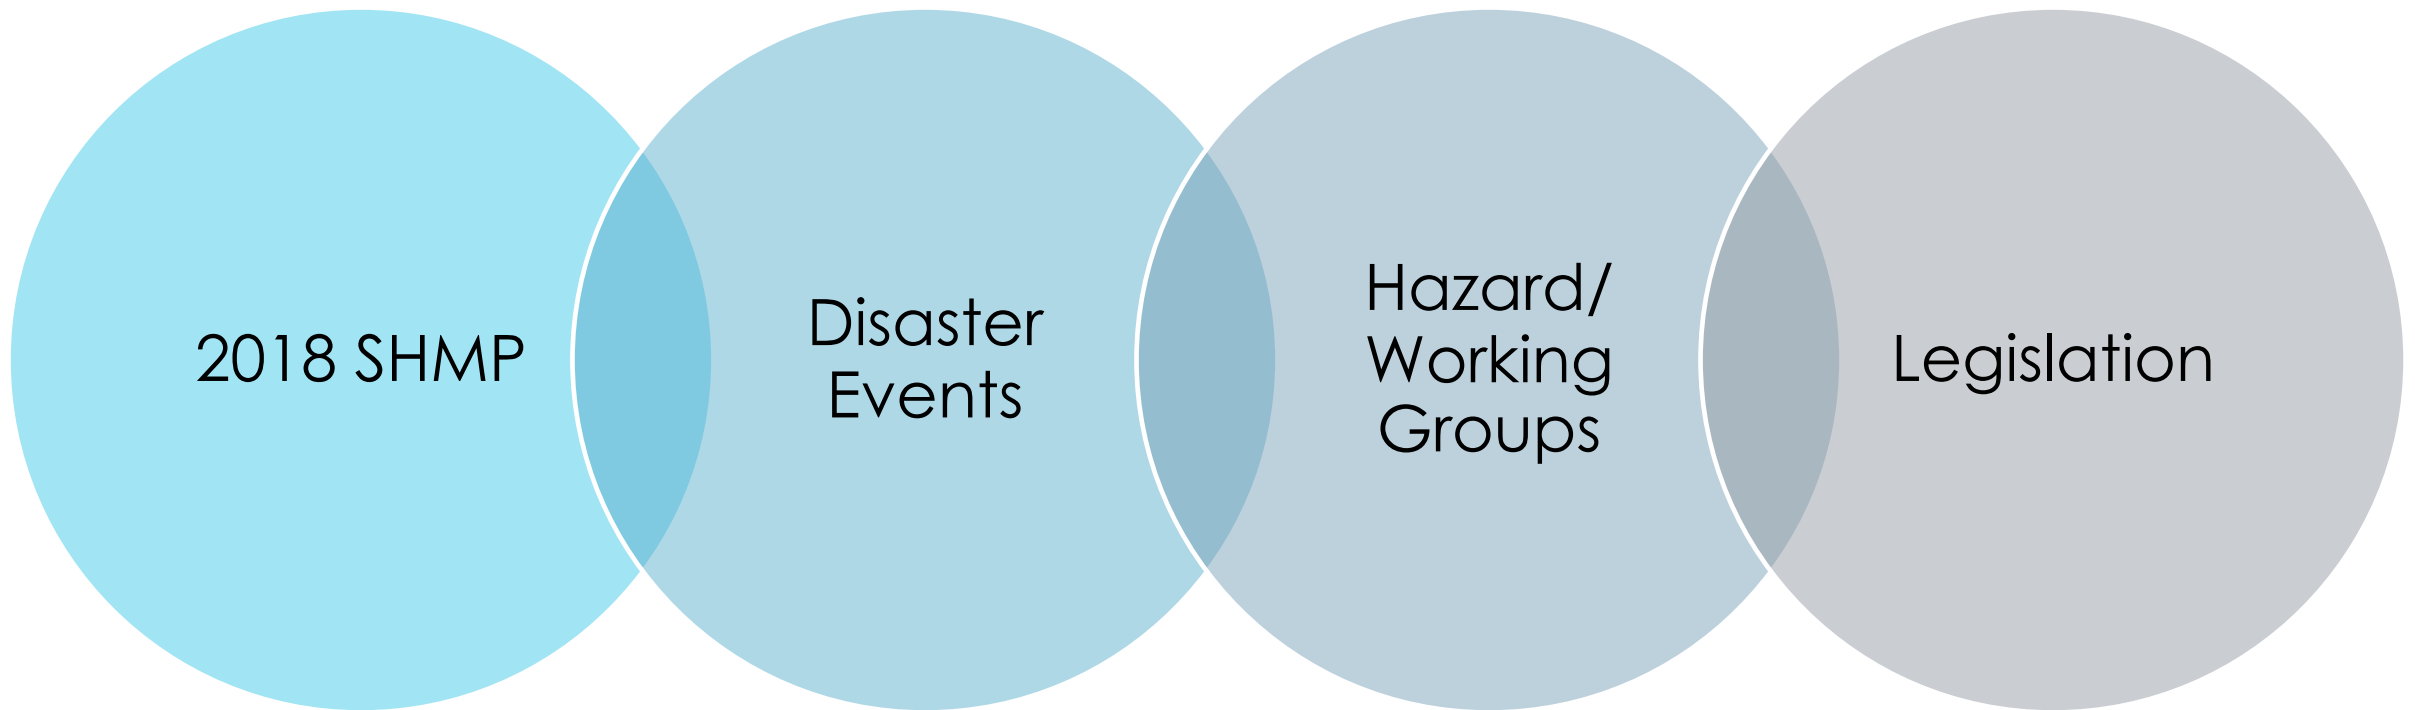 2018 SHMP
Disaster
Events
Hazard/
Working
Groups
Legislation